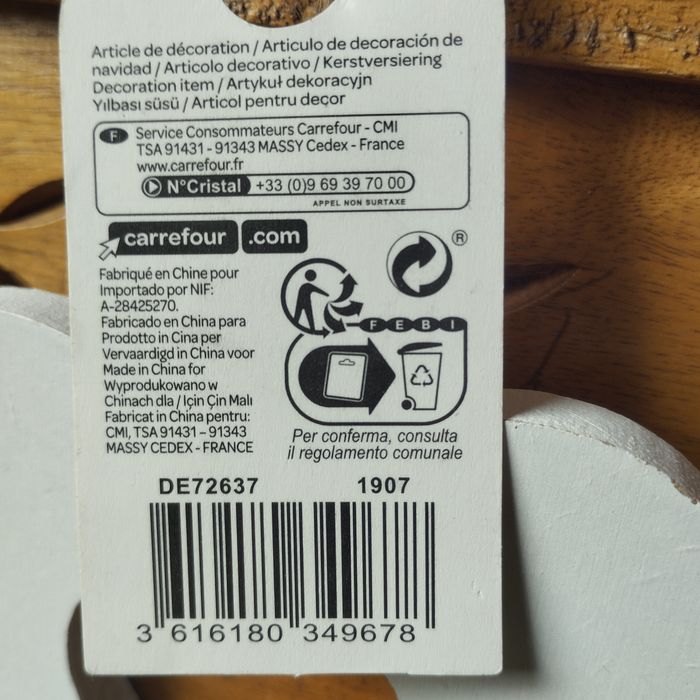 Article de décoration / Articulo de decoración de
navidad / Articolo decorativo / Kerstversiering
Decoration item / Artykuł dekoracyjn
Yılbası süsü / Articol pentru deçor
F Service Consommateurs Carrefour - CMI
TSA 91431 - 91343 MASSY Cedex - France
www.carrefour.fr
N°Cristal +33 (0)9 69 39 70 00
APPEL NON SURTAXE
carrefour .com
®
Fabriqué en Chine pour
Importado por NIF:
A-28425270.
Fabricado en China para
Prodotto in Cina per
Vervaardigd in China voor
Made in China for
Wyprodukowano w
Chinach dla / Için Çin Malı
Fabricat in China pentru:
CMI, TSA 91431 – 91343
MASSY CEDEX - FRANCE
FEBI
Per conferma, consulta
il regolamento comunale
DE72637 1907
3 616180 349678